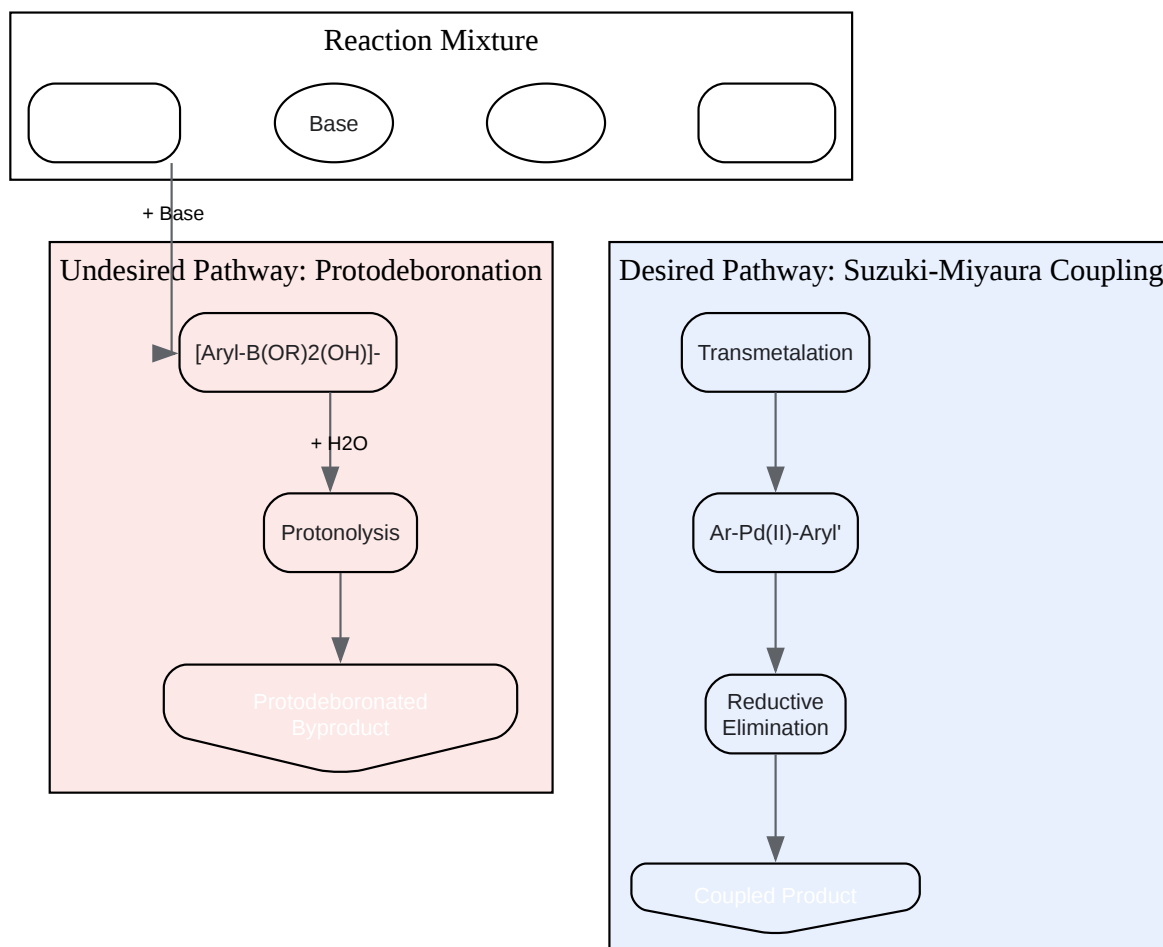 Reaction Mixture
Base
+ Base
Undesired Pathway: Protodeboronation
[Aryl-B(OR)2(OH)]-
+ H2O
Protonolysis
Protodeboronated
Byproduct
Desired Pathway: Suzuki-Miyaura Coupling
Transmetalation
Ar-Pd(II)-Aryl'
Reductive
Elimination
Coupled Product